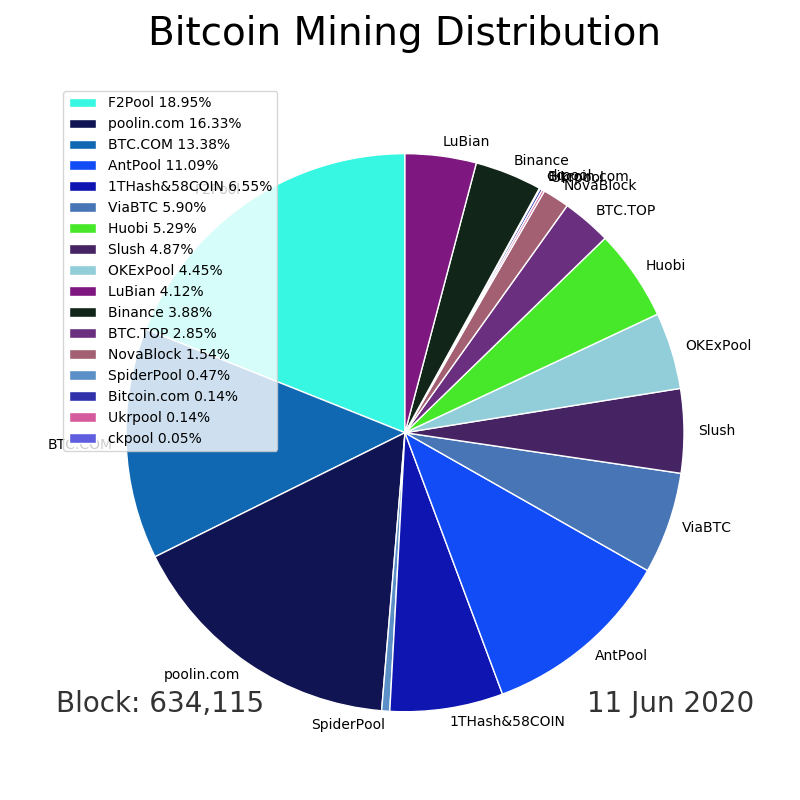 Bitcoin Mining Distribution
F2Pool 18.95%
poolin.com 16.33%
BTC.COM 13.38%
AntPool 11.09%
1THash&58COIN 6.55%
ViaBTC 5.90%
Huobi 5.29%
Slush 4.87%
OKExPool 4.45%
LuBian 4.12%
Binance 3.88%
BTC.TOP 2.85%
NovaBlock 1.54%
SpiderPool 0.47%
Bitcoin.com 0.14%
Ukrpool 0.14%
ckpool 0.05%
LuBian
Binance
NovaBlock
BTC.TOP
Huobi
OKExPool
Slush
ViaBTC
AntPool
1THash&58COIN
SpiderPool
poolin.com
BTC.COM
Block: 634,115
11 Jun 2020